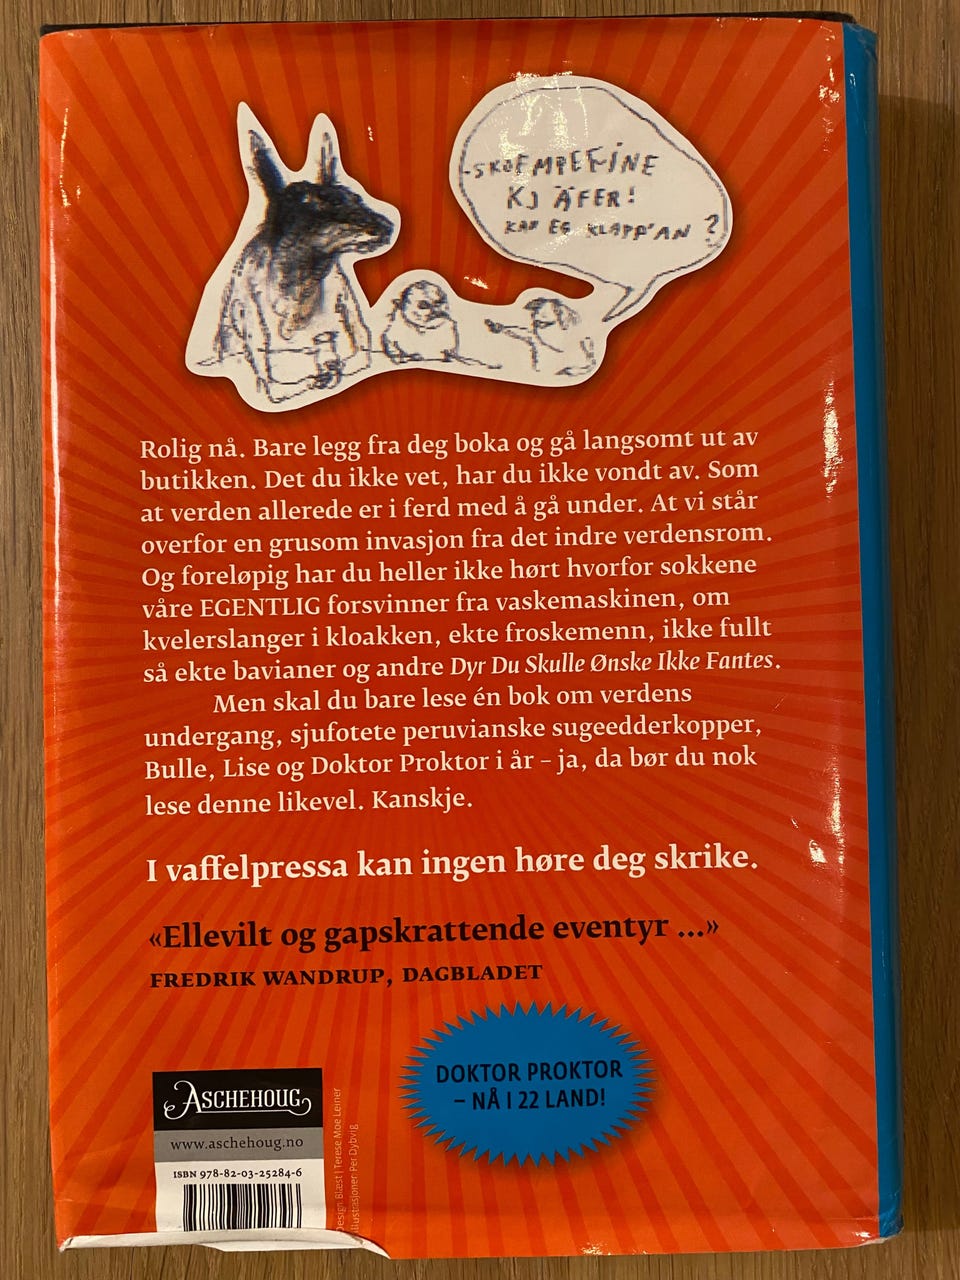 -SKOEMPEFINE
KJÄFER!
KAN EG KLAPP'AN?
Rolig nå. Bare legg fra deg boka og gå langsomt ut av
butikken. Det du ikke vet, har du ikke vondt av. Som
at verden allerede er i ferd med å gå under. At vi står
overfor en grusom invasjon fra det indre verdensrom.
Og foreløpig har du heller ikke hørt hvorfor sokkene
våre EGENTLIG forsvinner fra vaskemaskinen, om
kvelerslanger i kloakken, ekte froskemenn, ikke fullt
så ekte bavianer og andre Dyr Du Skulle Ønske Ikke Fantes.
Men skal du bare lese én bok om verdens
undergang, sjufotete peruvianske sugeedderkopper,
Bulle, Lise og Doktor Proktor i år – ja, da bør du nok
lese denne likevel. Kanskje.
I vaffelpressa kan ingen høre deg skrike.
«Ellevilt og gapskrattende eventyr ...»
FREDRIK WANDRUP, DAGBLADET
DOKTOR PROKTOR
– NÅ I 22 LAND!
ASCHEHOUG
www.aschehoug.no
ISBN 978-82-03-25284-6
Design: Blæst | Terese Moe Leiner
Illustrasjoner: Per Dybvig